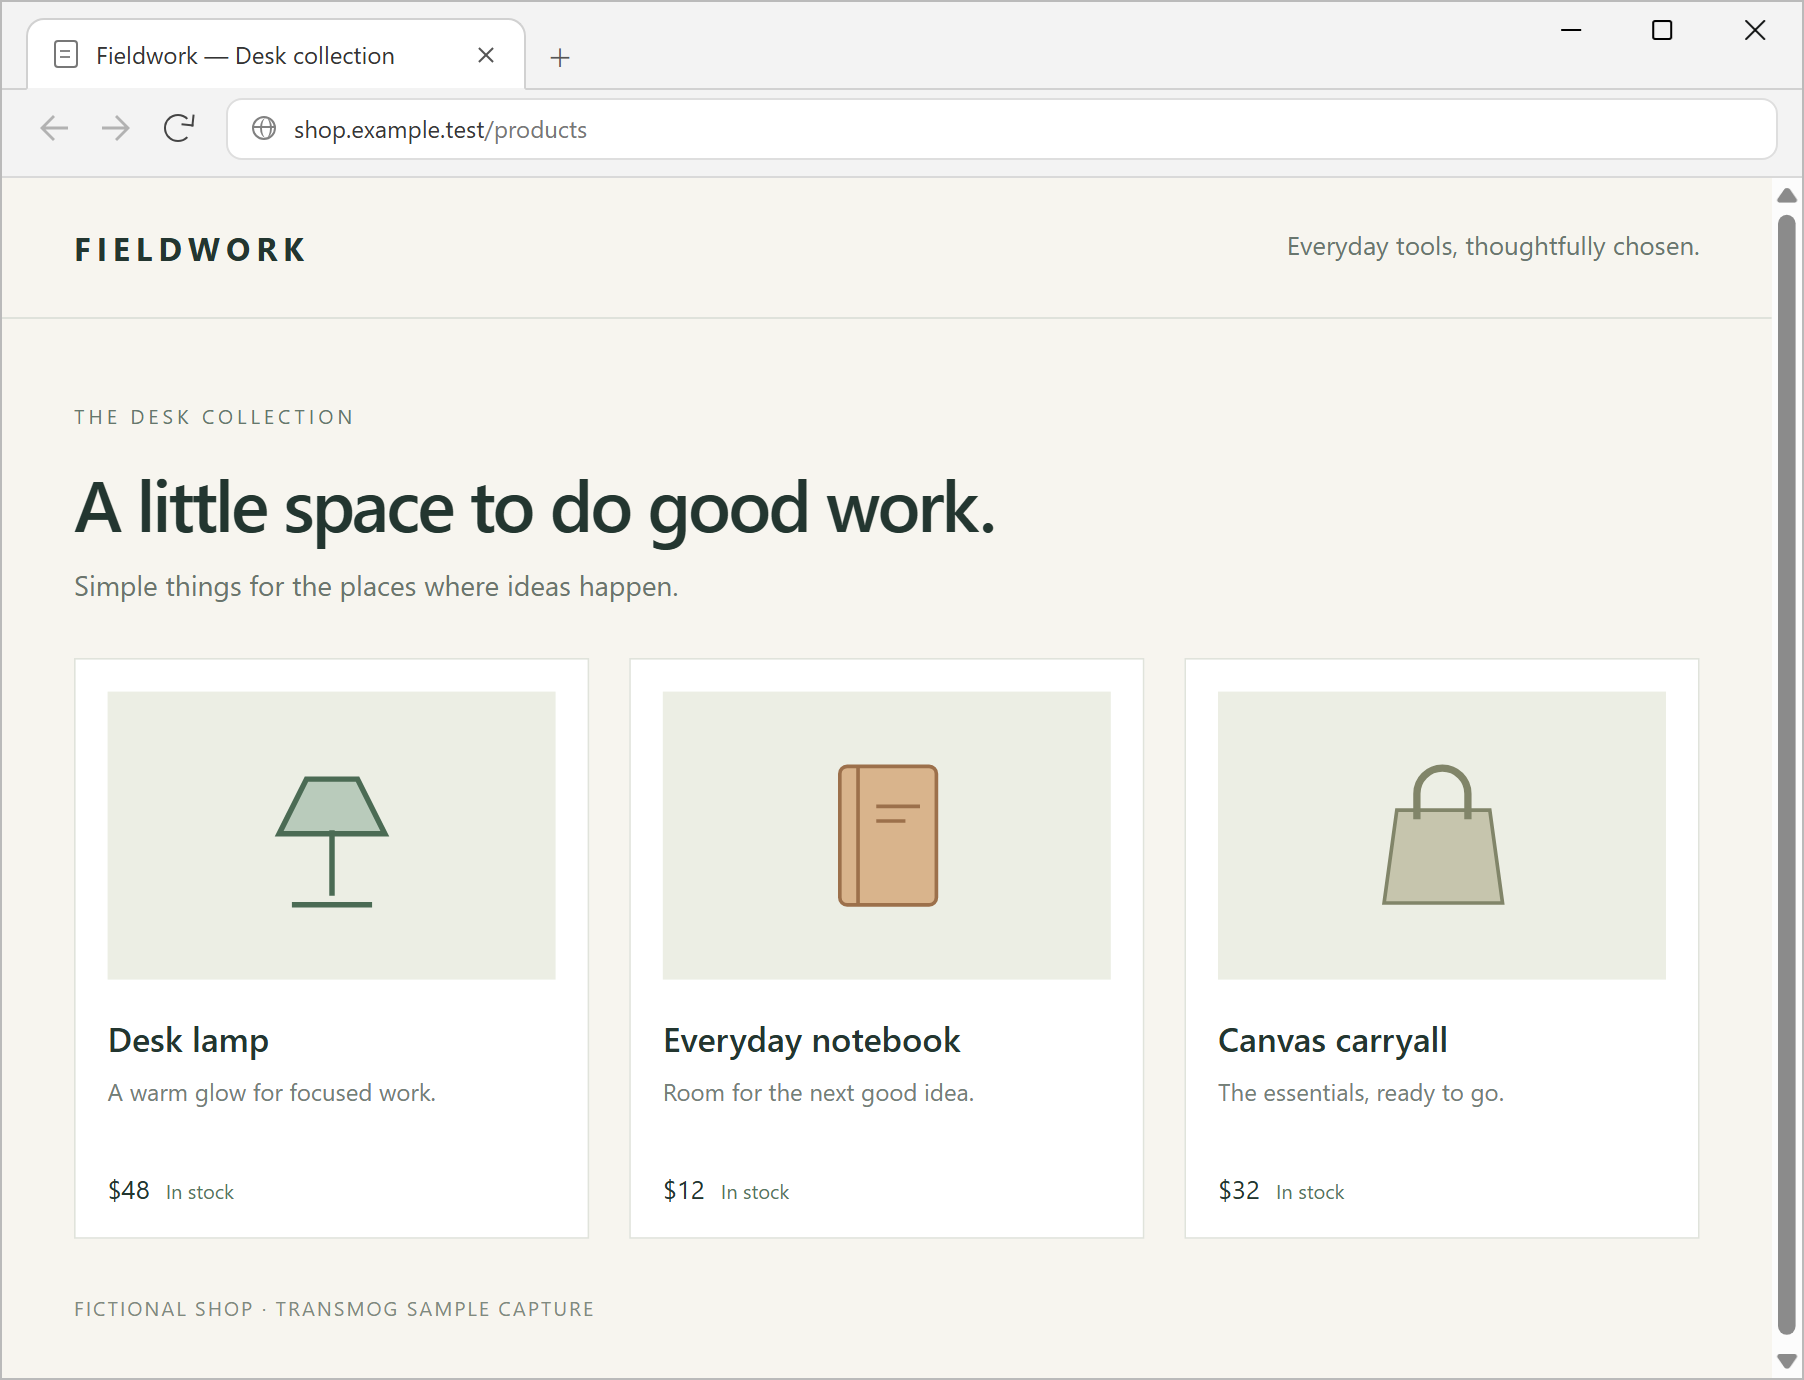 Fieldwork — Desk collection
shop.example.test/products
FIELDWORK
Everyday tools, thoughtfully chosen.
THE DESK COLLECTION
A little space to do good work.
Simple things for the places where ideas happen.
Desk lamp
A warm glow for focused work.
$48 In stock
Everyday notebook
Room for the next good idea.
$12 In stock
Canvas carryall
The essentials, ready to go.
$32 In stock
FICTIONAL SHOP · TRANSMOG SAMPLE CAPTURE